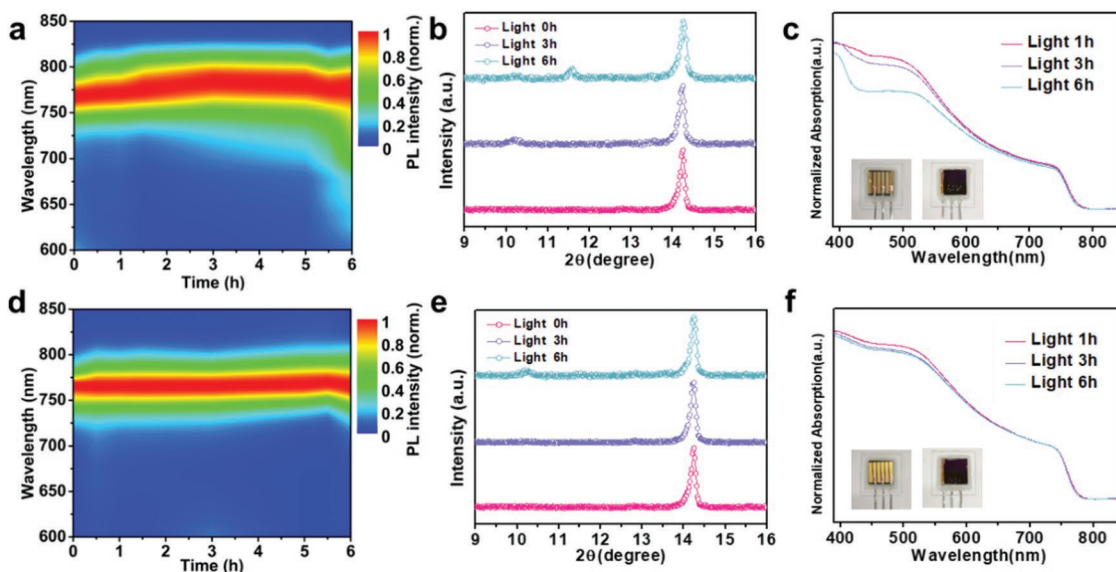 a
850
800
750
700
650
600
Wavelength (nm)
0 1 2 3 4 5 6
Time (h)
1
0.8
0.6
0.4
0.2
0
PL intensity (norm.)
b
Light 0h
Light 3h
Light 6h
Intensity (a.u.)
9 10 11 12 13 14 15 16
2θ(degree)
c
Light 1h
Light 3h
Light 6h
Normalized Absorption(a.u.)
400 500 600 700 800
Wavelength(nm)
d
850
800
750
700
650
600
Wavelength (nm)
0 1 2 3 4 5 6
Time (h)
1
0.8
0.6
0.4
0.2
0
PL intensity (norm.)
e
Light 0h
Light 3h
Light 6h
Intensity (a.u.)
9 10 11 12 13 14 15 16
2θ(degree)
f
Light 1h
Light 3h
Light 6h
Normalized Absorption(a.u.)
400 500 600 700 800
Wavelength(nm)